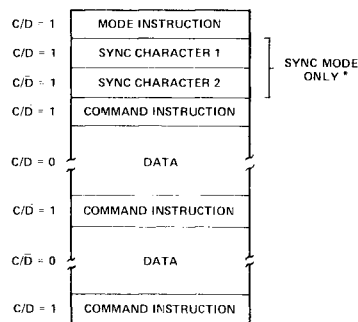 C/D = 1 MODE INSTRUCTION
C/D = 1 SYNC CHARACTER 1
SYNC MODE
ONLY *
C/D̅ = 1 SYNC CHARACTER 2
C/D = 1 COMMAND INSTRUCTION
C/D = 0 DATA
C/D = 1 COMMAND INSTRUCTION
C/D̅ = 0 DATA
C/D = 1 COMMAND INSTRUCTION